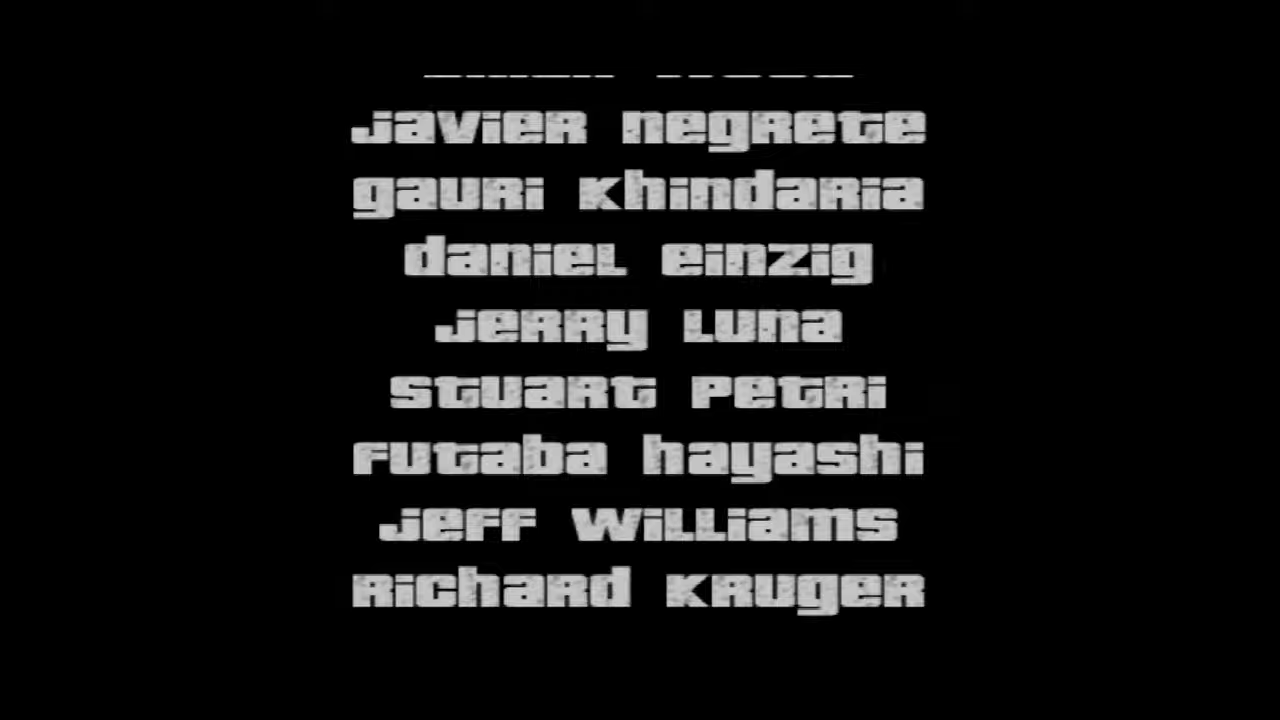 Javier Negrete
Gauri Khindaria
Daniel Einzig
Jerry Luna
Stuart Petri
Futaba Hayashi
Jeff Williams
Richard Kruger